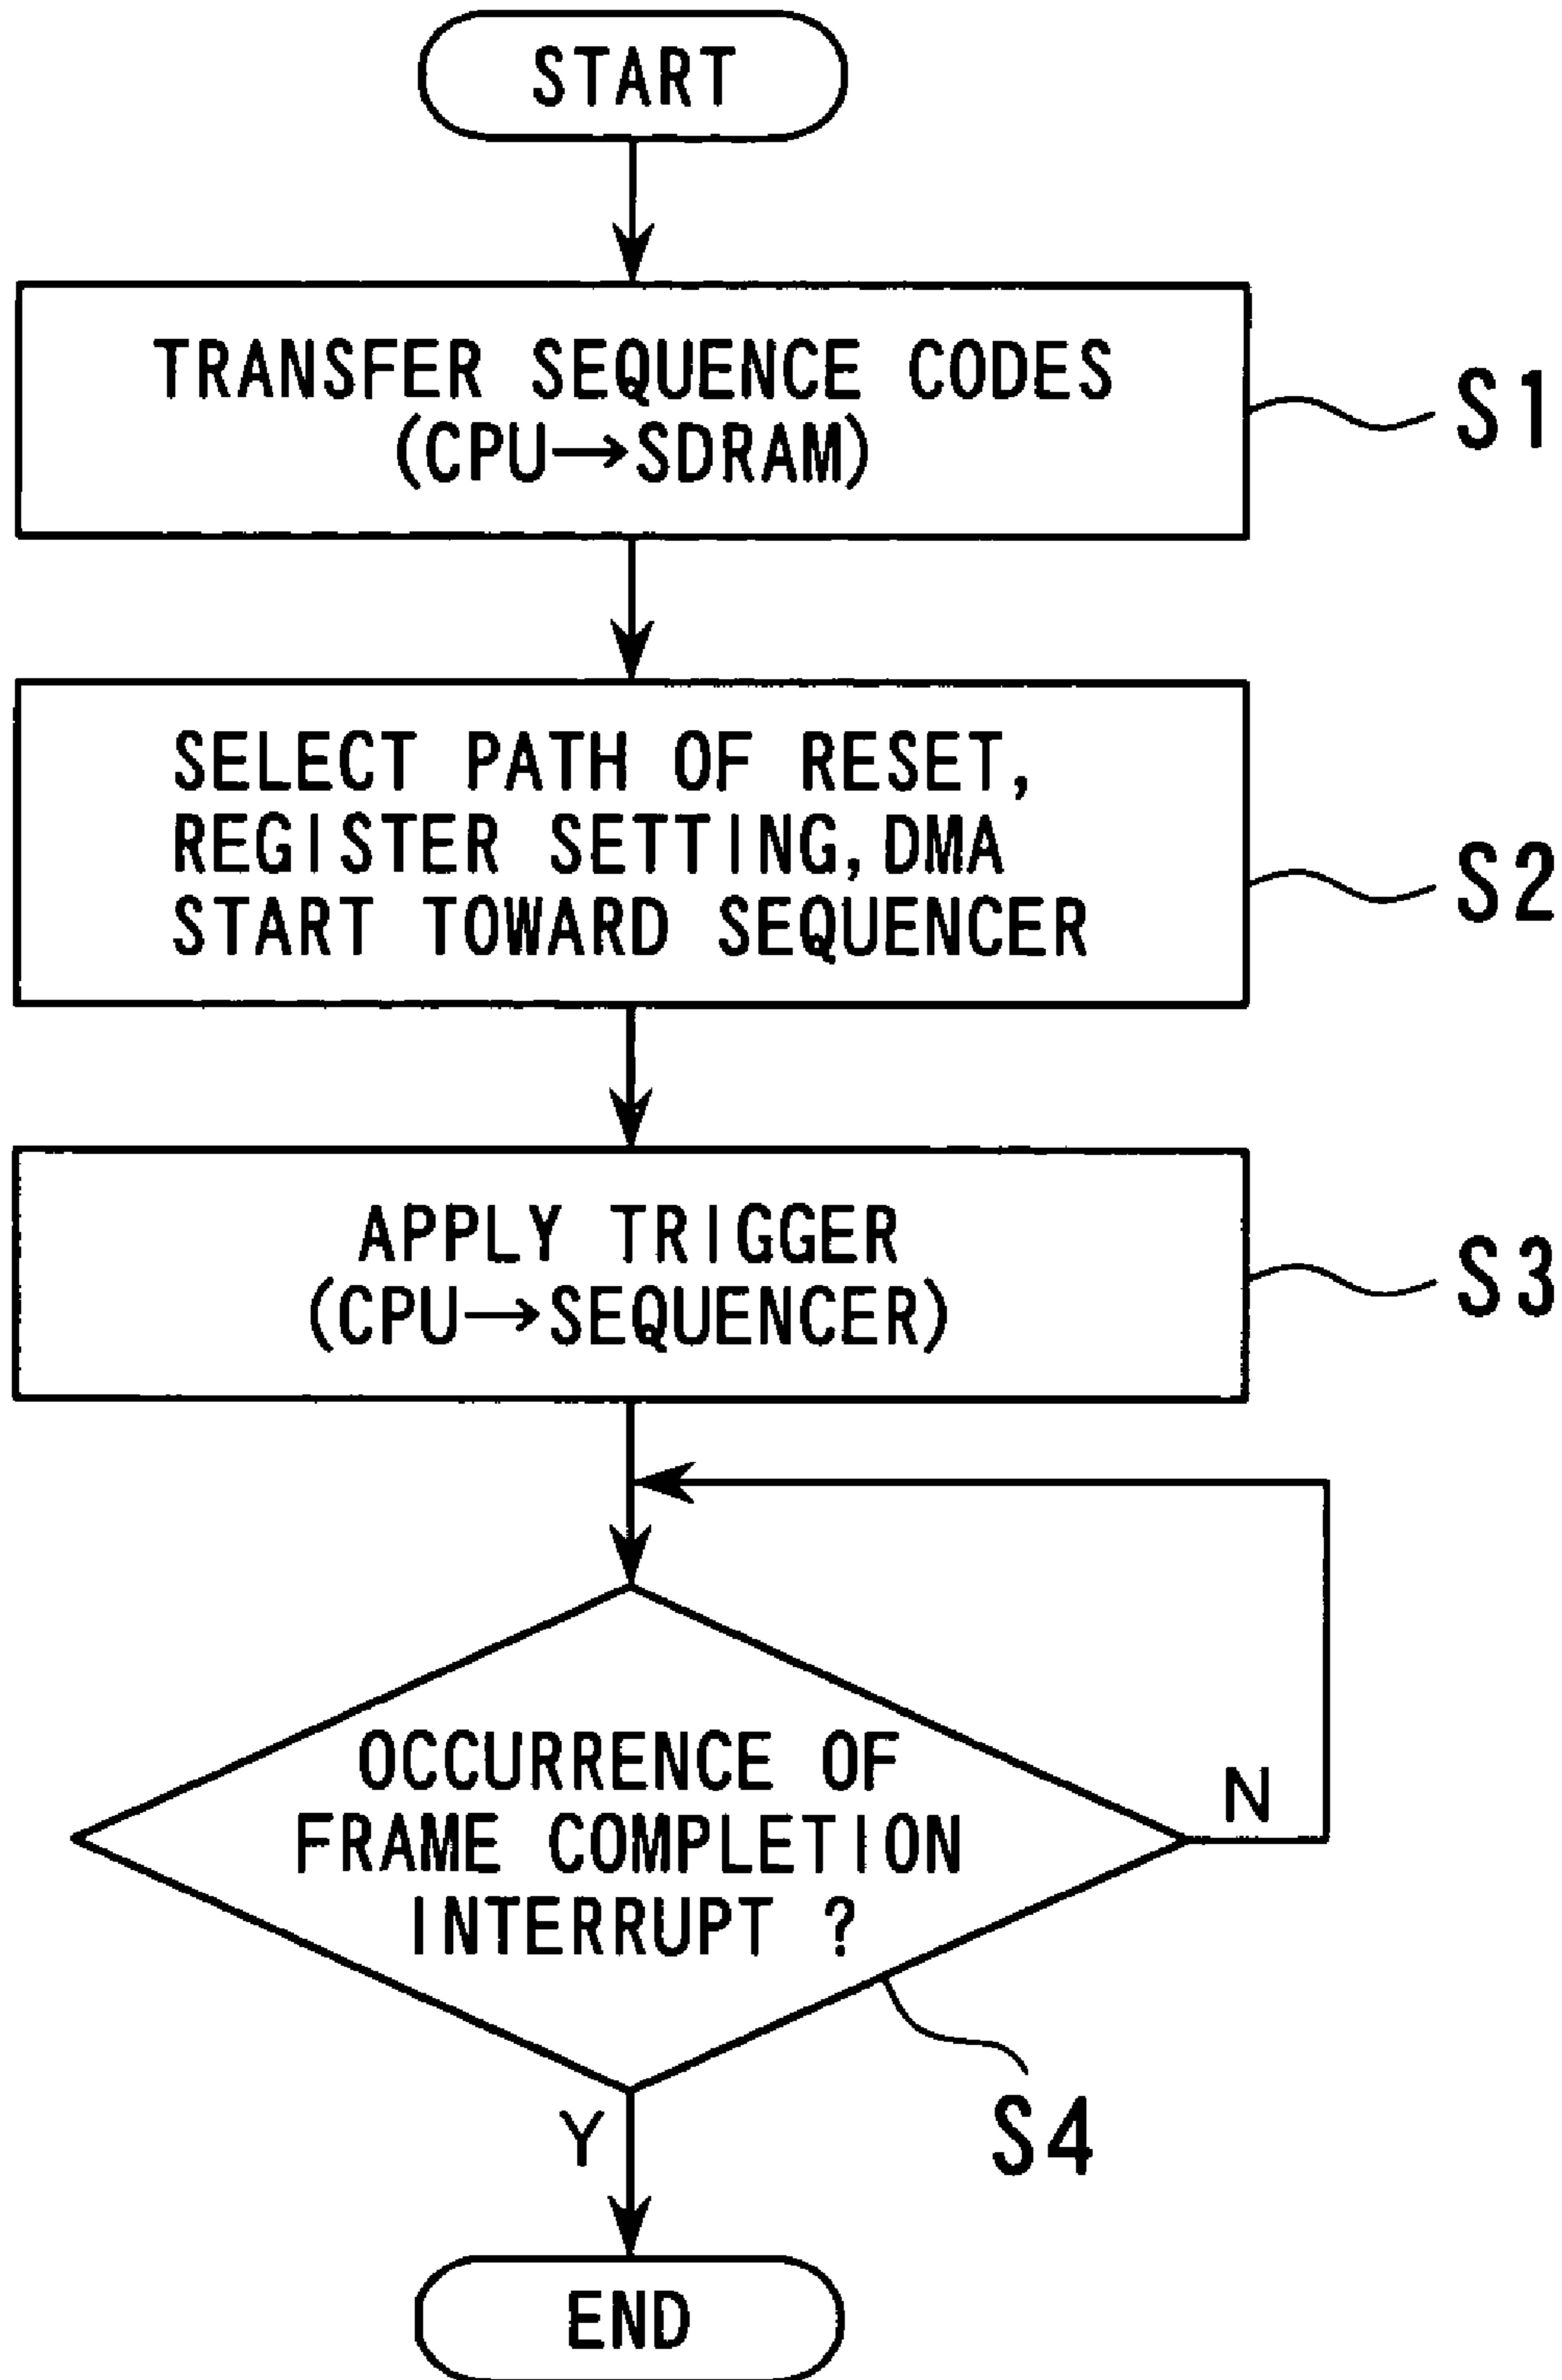 START
TRANSFER SEQUENCE CODES
(CPU→SDRAM)
S1
SELECT PATH OF RESET,
REGISTER SETTING, DMA
START TOWARD SEQUENCER
S2
APPLY TRIGGER
(CPU→SEQUENCER)
S3
OCCURRENCE OF
FRAME COMPLETION
INTERRUPT ?
N
Y
S4
END